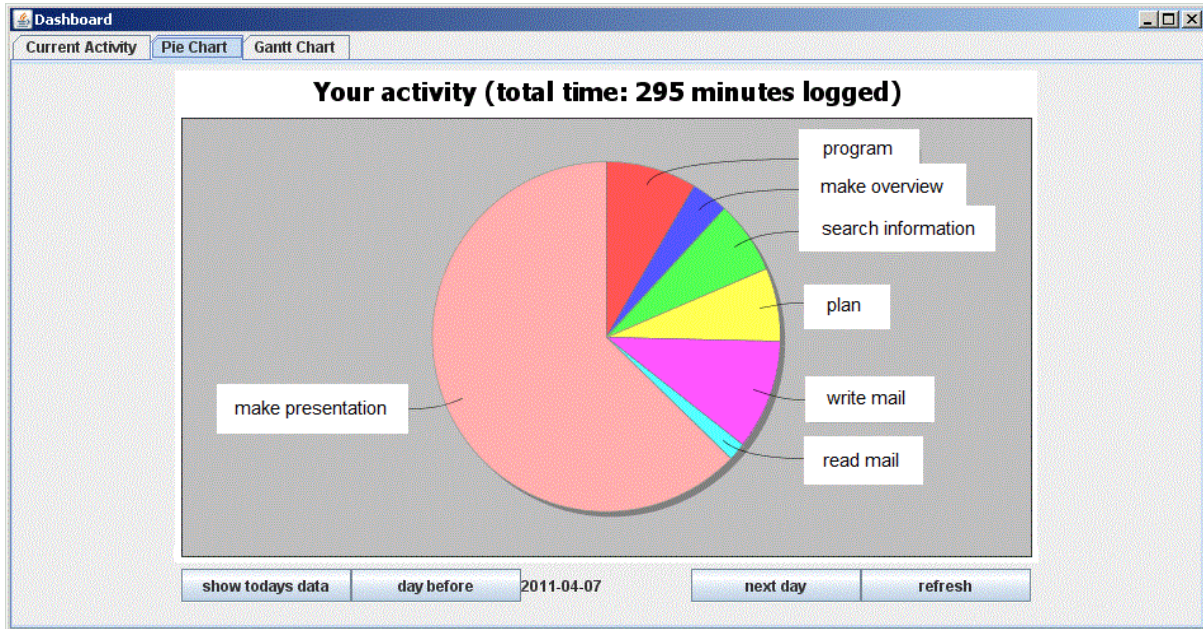 Dashboard
Current Activity Pie Chart Gantt Chart
Your activity (total time: 295 minutes logged)
program
make overview
search information
plan
write mail
read mail
make presentation
show todays data day before 2011-04-07 next day refresh